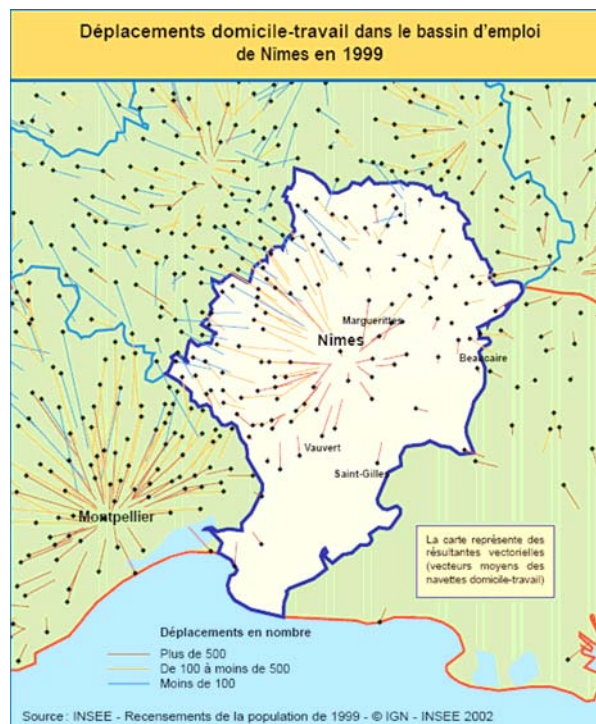 Déplacements domicile-travail dans le bassin d'emploi
de Nîmes en 1999
Marguerittes
Nîmes
Beaucaire
Vauvert
Saint-Gilles
Montpellier
La carte représente des
résultantes vectorielles
(vecteurs moyens des
navettes domicile-travail)
Déplacements en nombre
Plus de 500
De 100 à moins de 500
Moins de 100
Source : INSEE - Recensements de la population de 1999 - © IGN - INSEE 2002